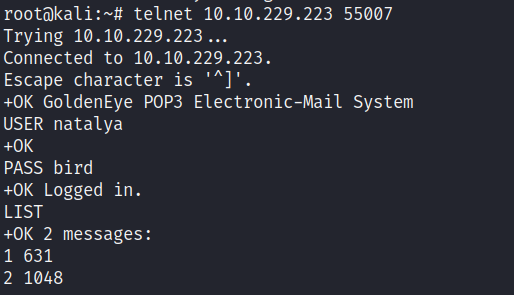 root@kali:~# telnet 10.10.229.223 55007
Trying 10.10.229.223...
Connected to 10.10.229.223.
Escape character is '^]'.
+OK GoldenEye POP3 Electronic-Mail System
USER natalya
+OK
PASS bird
+OK Logged in.
LIST
+OK 2 messages:
1 631
2 1048